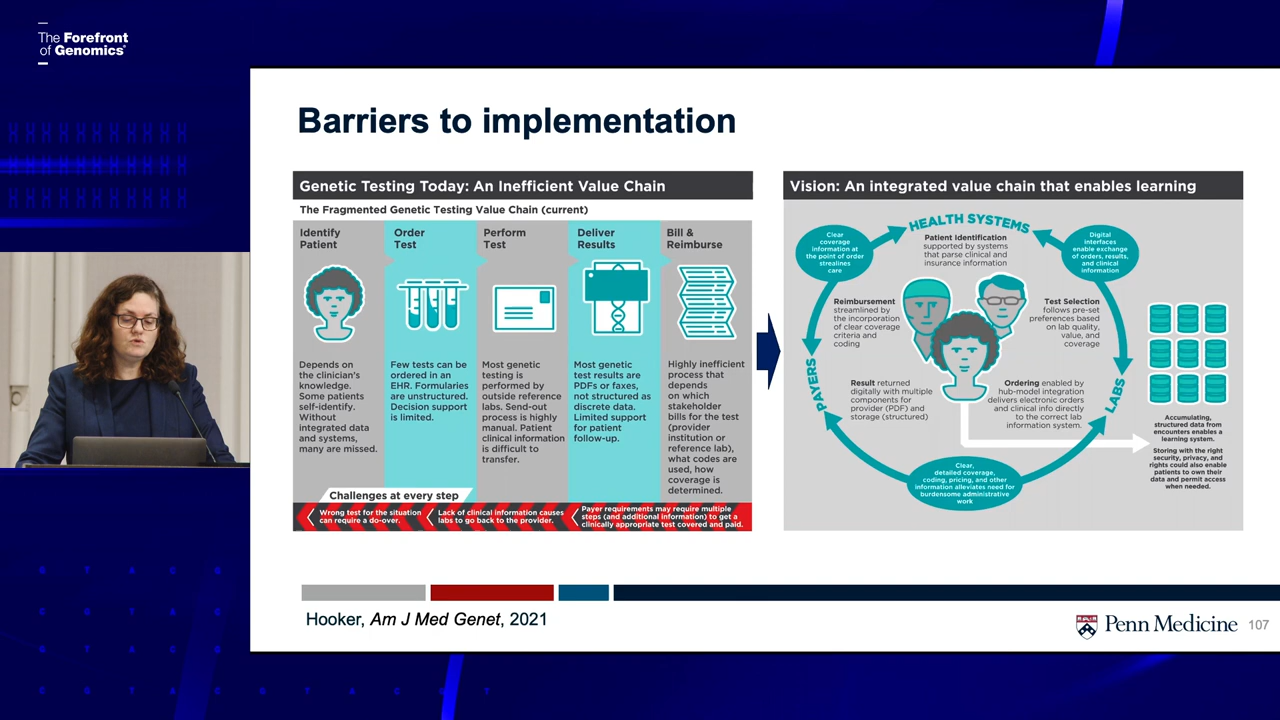 The Forefront
of Genomics®
Barriers to implementation
Genetic Testing Today: An Inefficient Value Chain
The Fragmented Genetic Testing Value Chain (current)
Identify
Patient
Depends on
the clinician's
knowledge.
Some patients
self-identify.
Without
integrated data
and systems,
many are missed.
Order
Test
Few tests can be
ordered in an
EHR. Formularies
are unstructured.
Decision support
is limited.
Perform
Test
Most genetic
testing is
performed by
outside reference
labs. Send-out
process is highly
manual. Patient
clinical information
is difficult to
transfer.
Deliver
Results
Most genetic
test results are
PDFs or faxes,
not structured as
discrete data.
Limited support
for patient
follow-up.
Bill &
Reimburse
Highly inefficient
process that
depends
on which
stakeholder
bills for the test
(provider
institution or
reference lab),
what codes are
used, how
coverage is
determined.
Challenges at every step
Wrong test for the situation
can require a do-over.
Lack of clinical information causes
labs to go back to the provider.
Payer requirements may require multiple
steps (and additional information) to get a
clinically appropriate test covered and paid.
Vision: An integrated value chain that enables learning
HEALTH SYSTEMS
Clear
coverage
information at
the point of order
streamlines
care
Patient Identification
supported by systems
that parse clinical and
insurance information
Digital
interfaces
enable exchange
of orders, results,
and clinical
information
Reimbursement
streamlined by
the incorporation
of clear coverage
criteria and
coding
Test Selection
follows pre-set
preferences based
on lab quality,
value, and
coverage
PAYERS
LABS
Result returned
digitally with multiple
components for
provider (PDF) and
storage (structured)
Ordering enabled by
hub-model integration
delivers electronic orders
and clinical info directly
to the correct lab
information system.
Clear,
detailed coverage,
coding, pricing, and other
information alleviates need for
burdensome administrative
work
Accumulating,
structured data from
encounters enables a
learning system.
Storing with the right
security, privacy, and
rights could also enable
patients to own their
data and permit access
when needed.
Hooker, Am J Med Genet, 2021
Penn Medicine
107